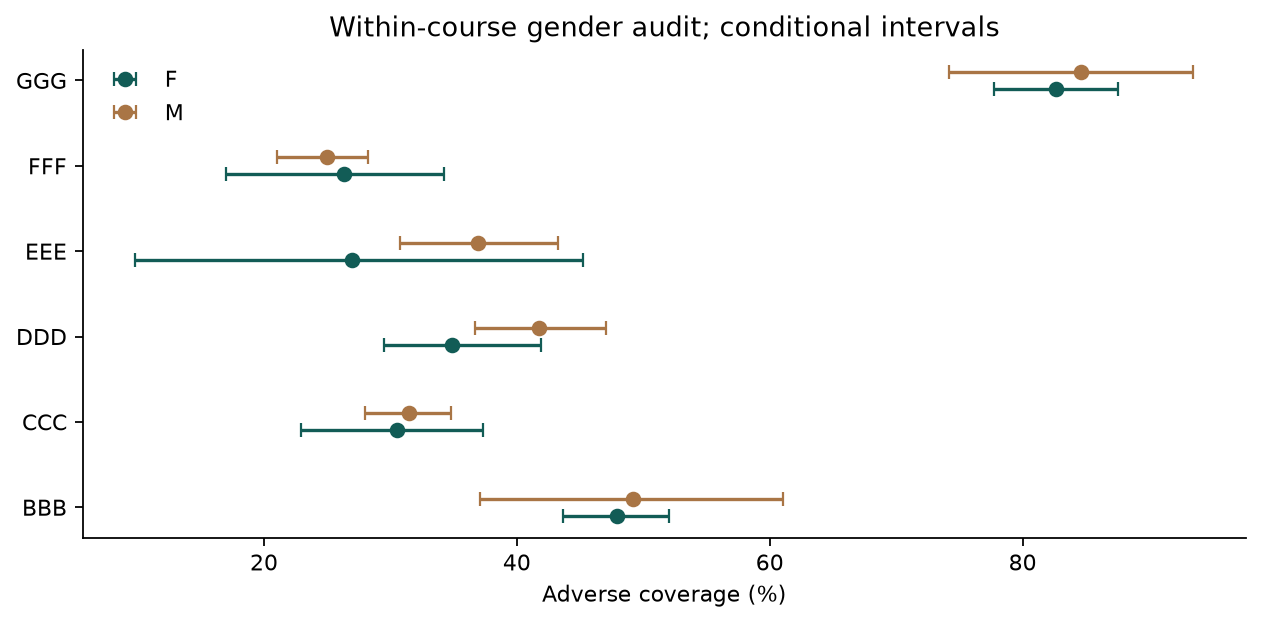 Within-course gender audit; conditional intervals
F
M
GGG
FFF
EEE
DDD
CCC
BBB
20 40 60 80
Adverse coverage (%)